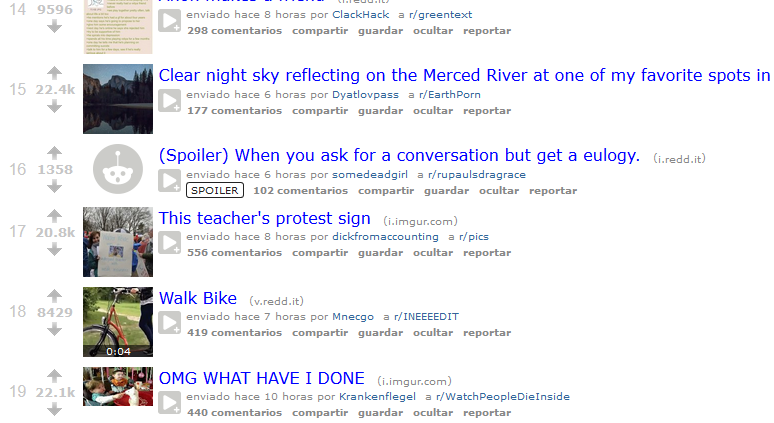 14 9596
enviado hace 8 horas por ClackHack a r/greentext
298 comentarios compartir guardar ocultar reportar
15 22.4k
Clear night sky reflecting on the Merced River at one of my favorite spots in
enviado hace 6 horas por Dyatlovpass a r/EarthPorn
177 comentarios compartir guardar ocultar reportar
16 1358
(Spoiler) When you ask for a conversation but get a eulogy. (i.redd.it)
enviado hace 6 horas por somedeadgirl a r/rupaulsdragrace
SPOILER 102 comentarios compartir guardar ocultar reportar
17 20.8k
This teacher's protest sign (i.imgur.com)
enviado hace 8 horas por dickfromaccounting a r/pics
556 comentarios compartir guardar ocultar reportar
18 8429
Walk Bike (v.redd.it)
enviado hace 7 horas por Mnecgo a r/INEEEEDIT
419 comentarios compartir guardar ocultar reportar
0:04
19 22.1k
OMG WHAT HAVE I DONE (i.imgur.com)
enviado hace 10 horas por Krankenflegel a r/WatchPeopleDieInside
440 comentarios compartir guardar ocultar reportar